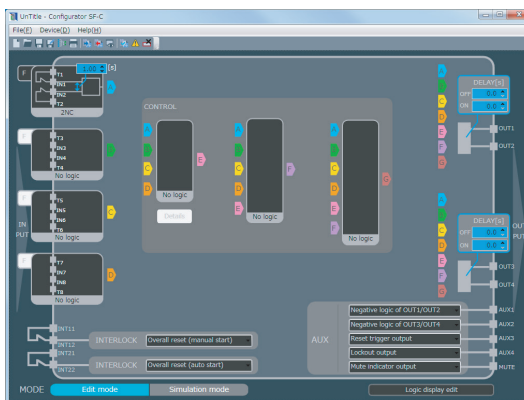 UnTitle - Configurator SF-C
File(F) Device(D) Help(H)
F
T1
IN1
IN2
T2
1.00 [s]
A
2NC
F
T3
IN3
IN4
T4
B
No logic
F
T5
IN5
IN6
T6
C
No logic
F
T7
IN7
IN8
T8
D
No logic
IN
PUT
CONTROL
A
B
C
D
No logic
E
Details
A
B
C
D
E
No logic
F
A
B
C
D
E
F
No logic
G
A
B
C
D
E
F
G
DELAY[s]
OFF 0.0
ON 0.0
OUT1
OUT2
A
B
C
D
E
F
G
DELAY[s]
OFF 0.0
ON 0.0
OUT3
OUT4
OUT
PUT
INT11
INT12
INTERLOCK Overall reset (manual start)
INT21
INT22
INTERLOCK Overall reset (auto start)
AUX
Negative logic of OUT1/OUT2 AUX1
Negative logic of OUT3/OUT4 AUX2
Reset trigger output AUX3
Lockout output AUX4
Mute indicator output MUTE
MODE Edit mode Simulation mode Logic display edit